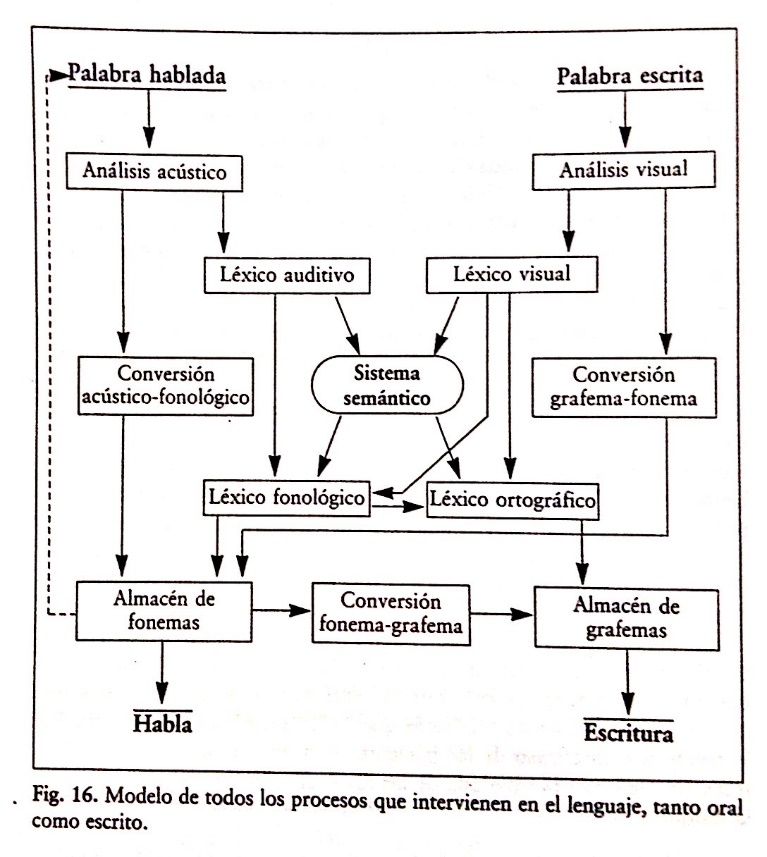 Palabra hablada
Palabra escrita
Análisis acústico
Análisis visual
Léxico auditivo
Léxico visual
Conversión
acústico-fonológico
Sistema
semántico
Conversión
grafema-fonema
Léxico fonológico
Léxico ortográfico
Almacén de
fonemas
Conversión
fonema-grafema
Almacén de
grafemas
Habla
Escritura
Fig. 16. Modelo de todos los procesos que intervienen en el lenguaje, tanto oral
como escrito.